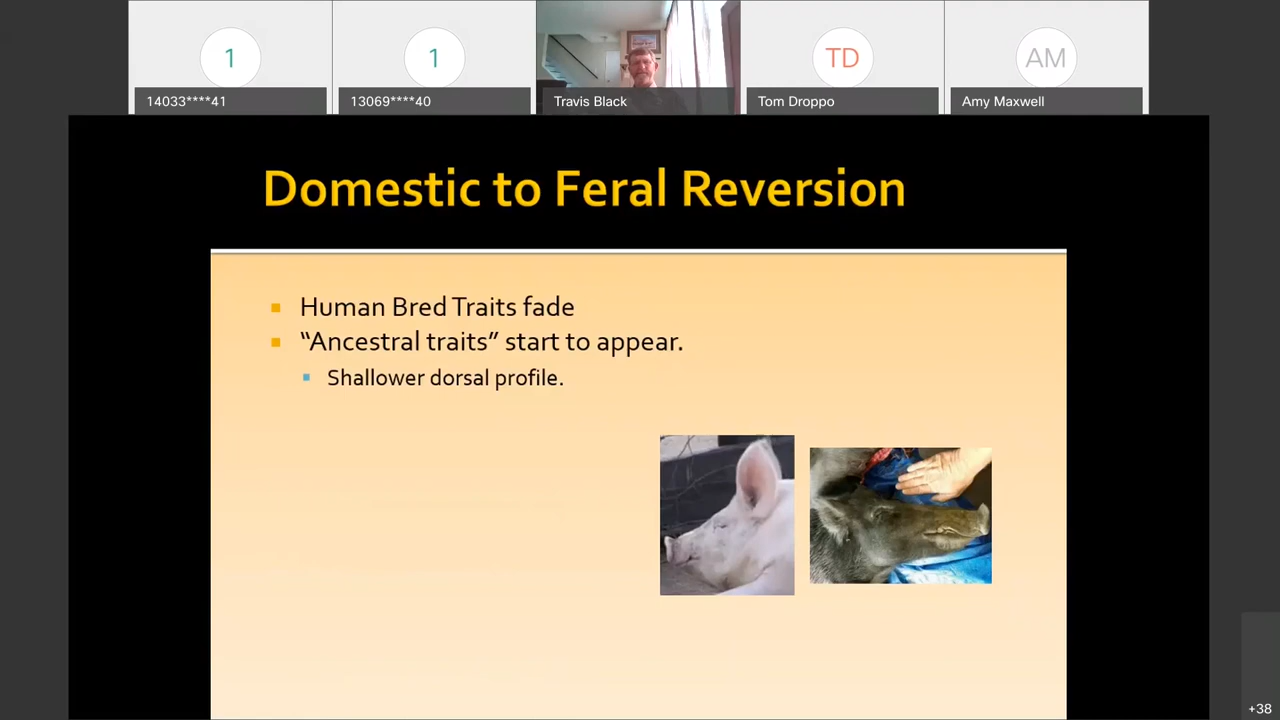 1
1
TD
AM
14033****41
13069****40
Travis Black
Tom Droppo
Amy Maxwell
Domestic to Feral Reversion
Human Bred Traits fade
“Ancestral traits” start to appear.
Shallower dorsal profile.
+38